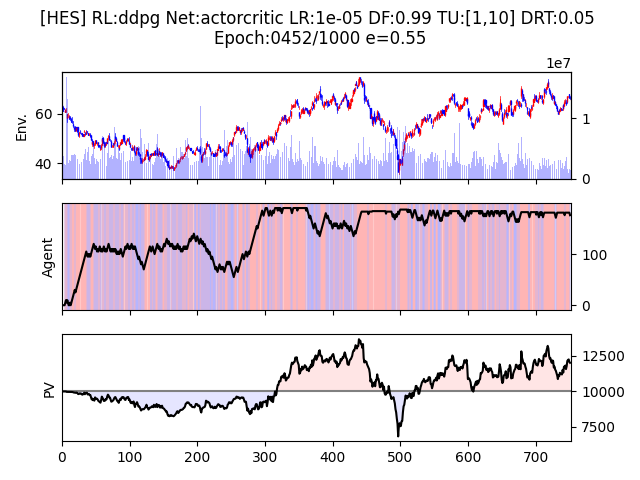 [HES] RL:ddpg Net:actorcritic LR:1e-05 DF:0.99 TU:[1,10] DRT:0.05
Epoch:0452/1000 e=0.55
1e7
Env.
60
40
1
0
Agent
100
0
PV
12500
10000
7500
0 100 200 300 400 500 600 700